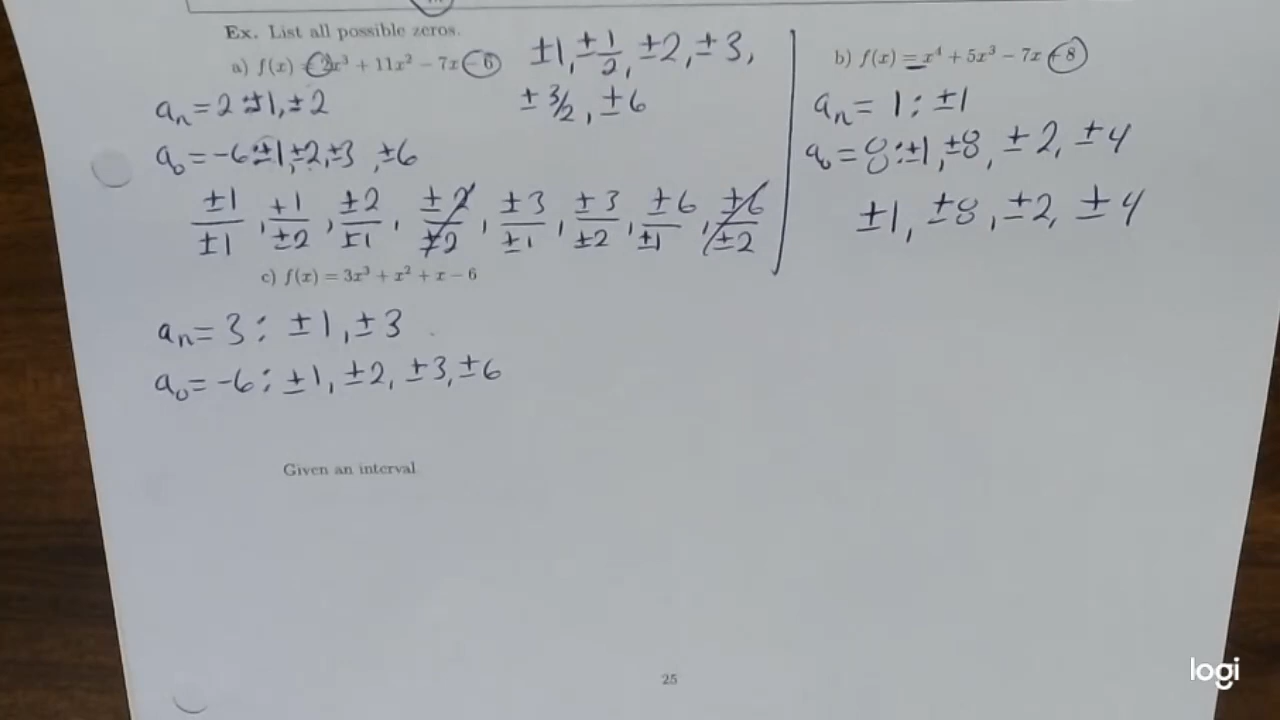 Ex. List all possible zeros.
a) f(x) = 2x³ + 11x² − 7x − 6
±1, ±1/2, ±2, ±3,
±3/2, ±6
aₙ = 2 : ±1, ±2
a₀ = -6 : ±1, ±2, ±3, ±6
±1/±1, ±1/±2, ±2/±1, ±2/±2, ±3/±1, ±3/±2, ±6/±1, ±6/±2
b) f(x) = x⁴ + 5x³ − 7x − 8
aₙ = 1 : ±1
a₀ = 8 : ±1, ±8, ±2, ±4
±1, ±8, ±2, ±4
c) f(x) = 3x³ + x² + x − 6
aₙ = 3 : ±1, ±3
a₀ = -6 : ±1, ±2, ±3, ±6
Given an interval
25
logi